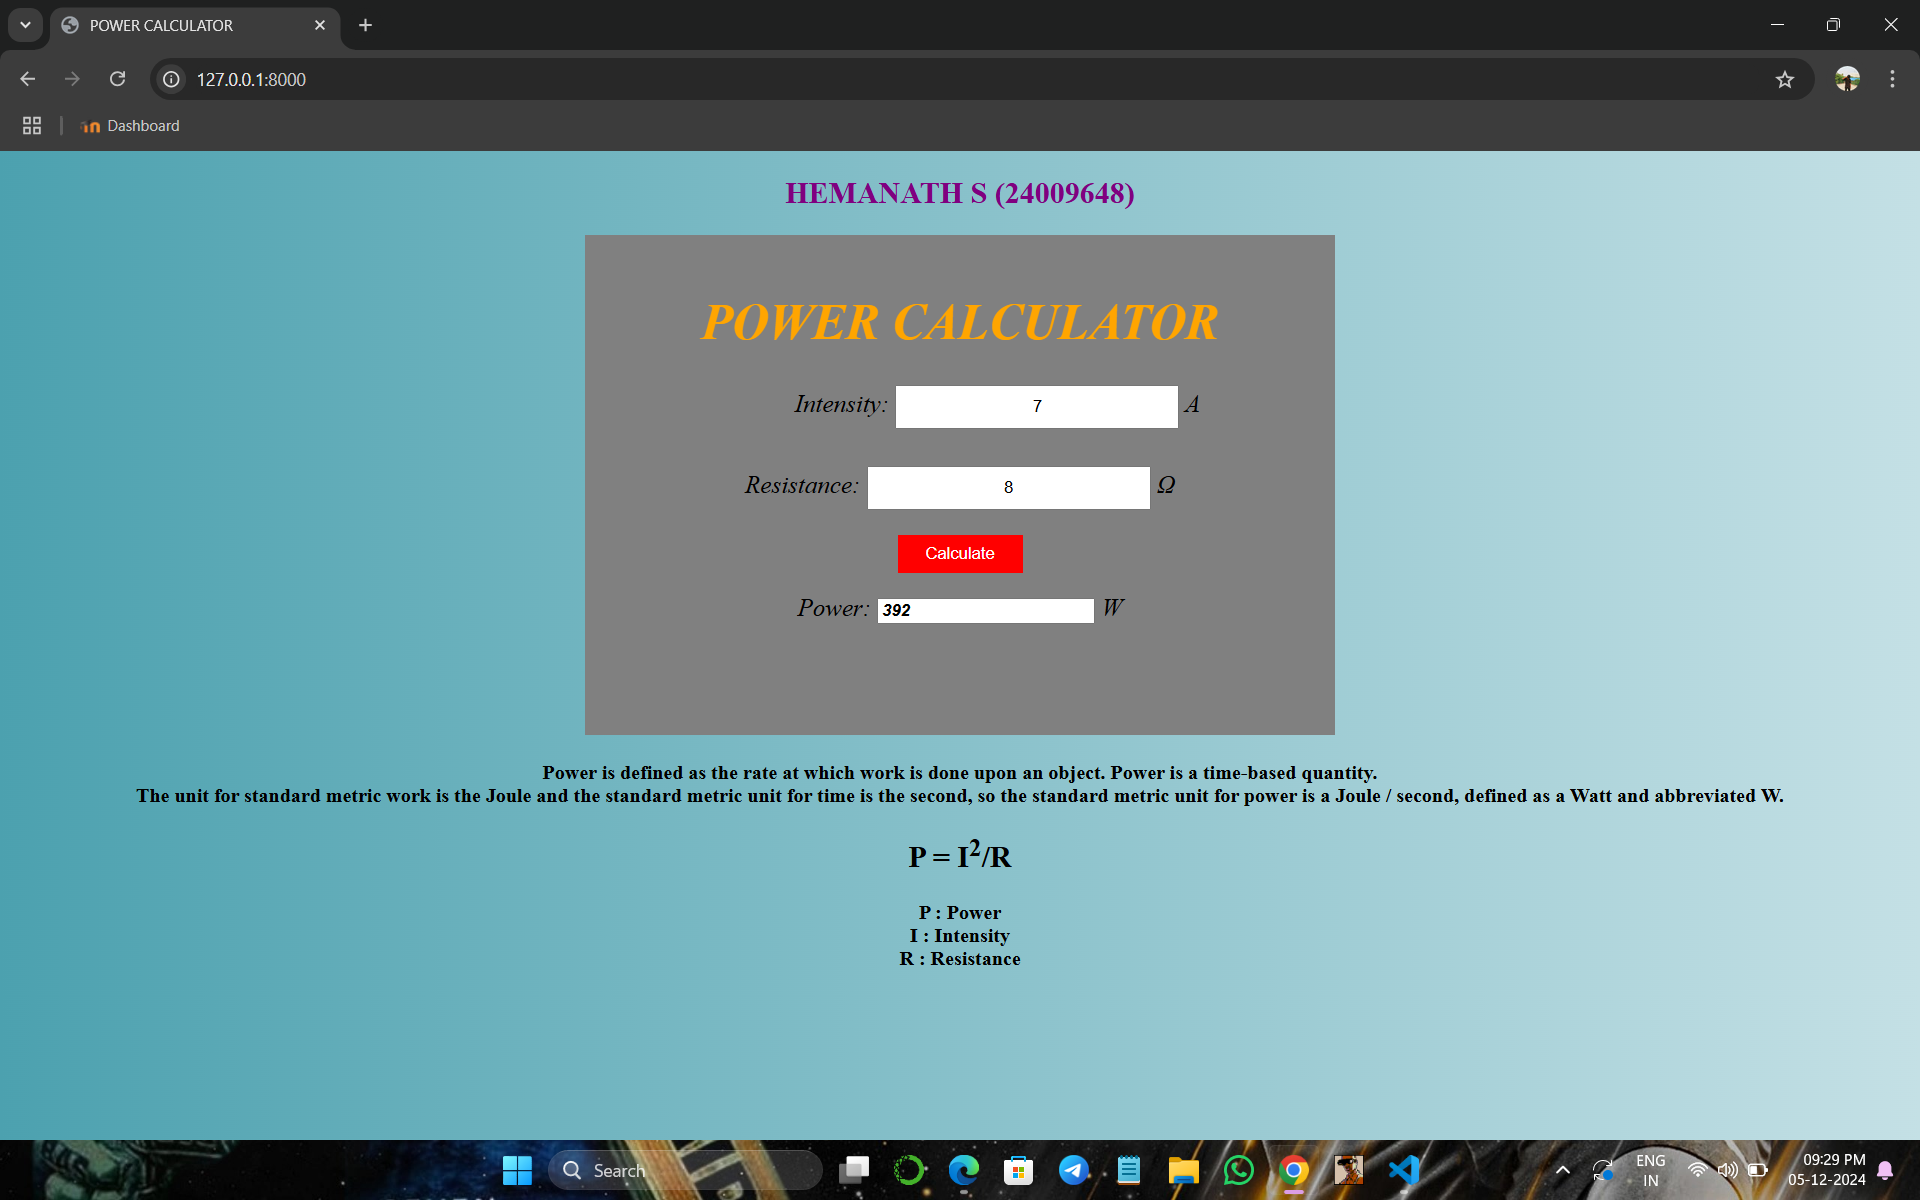 POWER CALCULATOR
127.0.0.1:8000
Dashboard
HEMANATH S (24009648)
POWER CALCULATOR
Intensity: 7 A
Resistance: 8 Ω
Calculate
Power: 392 W
Power is defined as the rate at which work is done upon an object. Power is a time-based quantity.
The unit for standard metric work is the Joule and the standard metric unit for time is the second, so the standard metric unit for power is a Joule / second, defined as a Watt and abbreviated W.
P = I²/R
P : Power
I : Intensity
R : Resistance
Search
ENG
IN
09:29 PM
05-12-2024